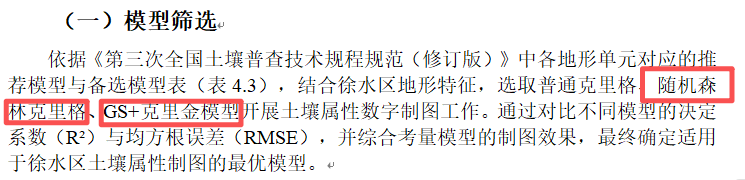 （一）模型筛选
依据《第三次全国土壤普查技术规程规范（修订版）》中各地形单元对应的推
荐模型与备选模型表（表 4.3），结合徐水区地形特征，选取普通克里格、随机森
林克里格、GS+克里金模型开展土壤属性数字制图工作。通过对比不同模型的决定
系数（R²）与均方根误差（RMSE），并综合考量模型的制图效果，最终确定适用
于徐水区土壤属性制图的最优模型。